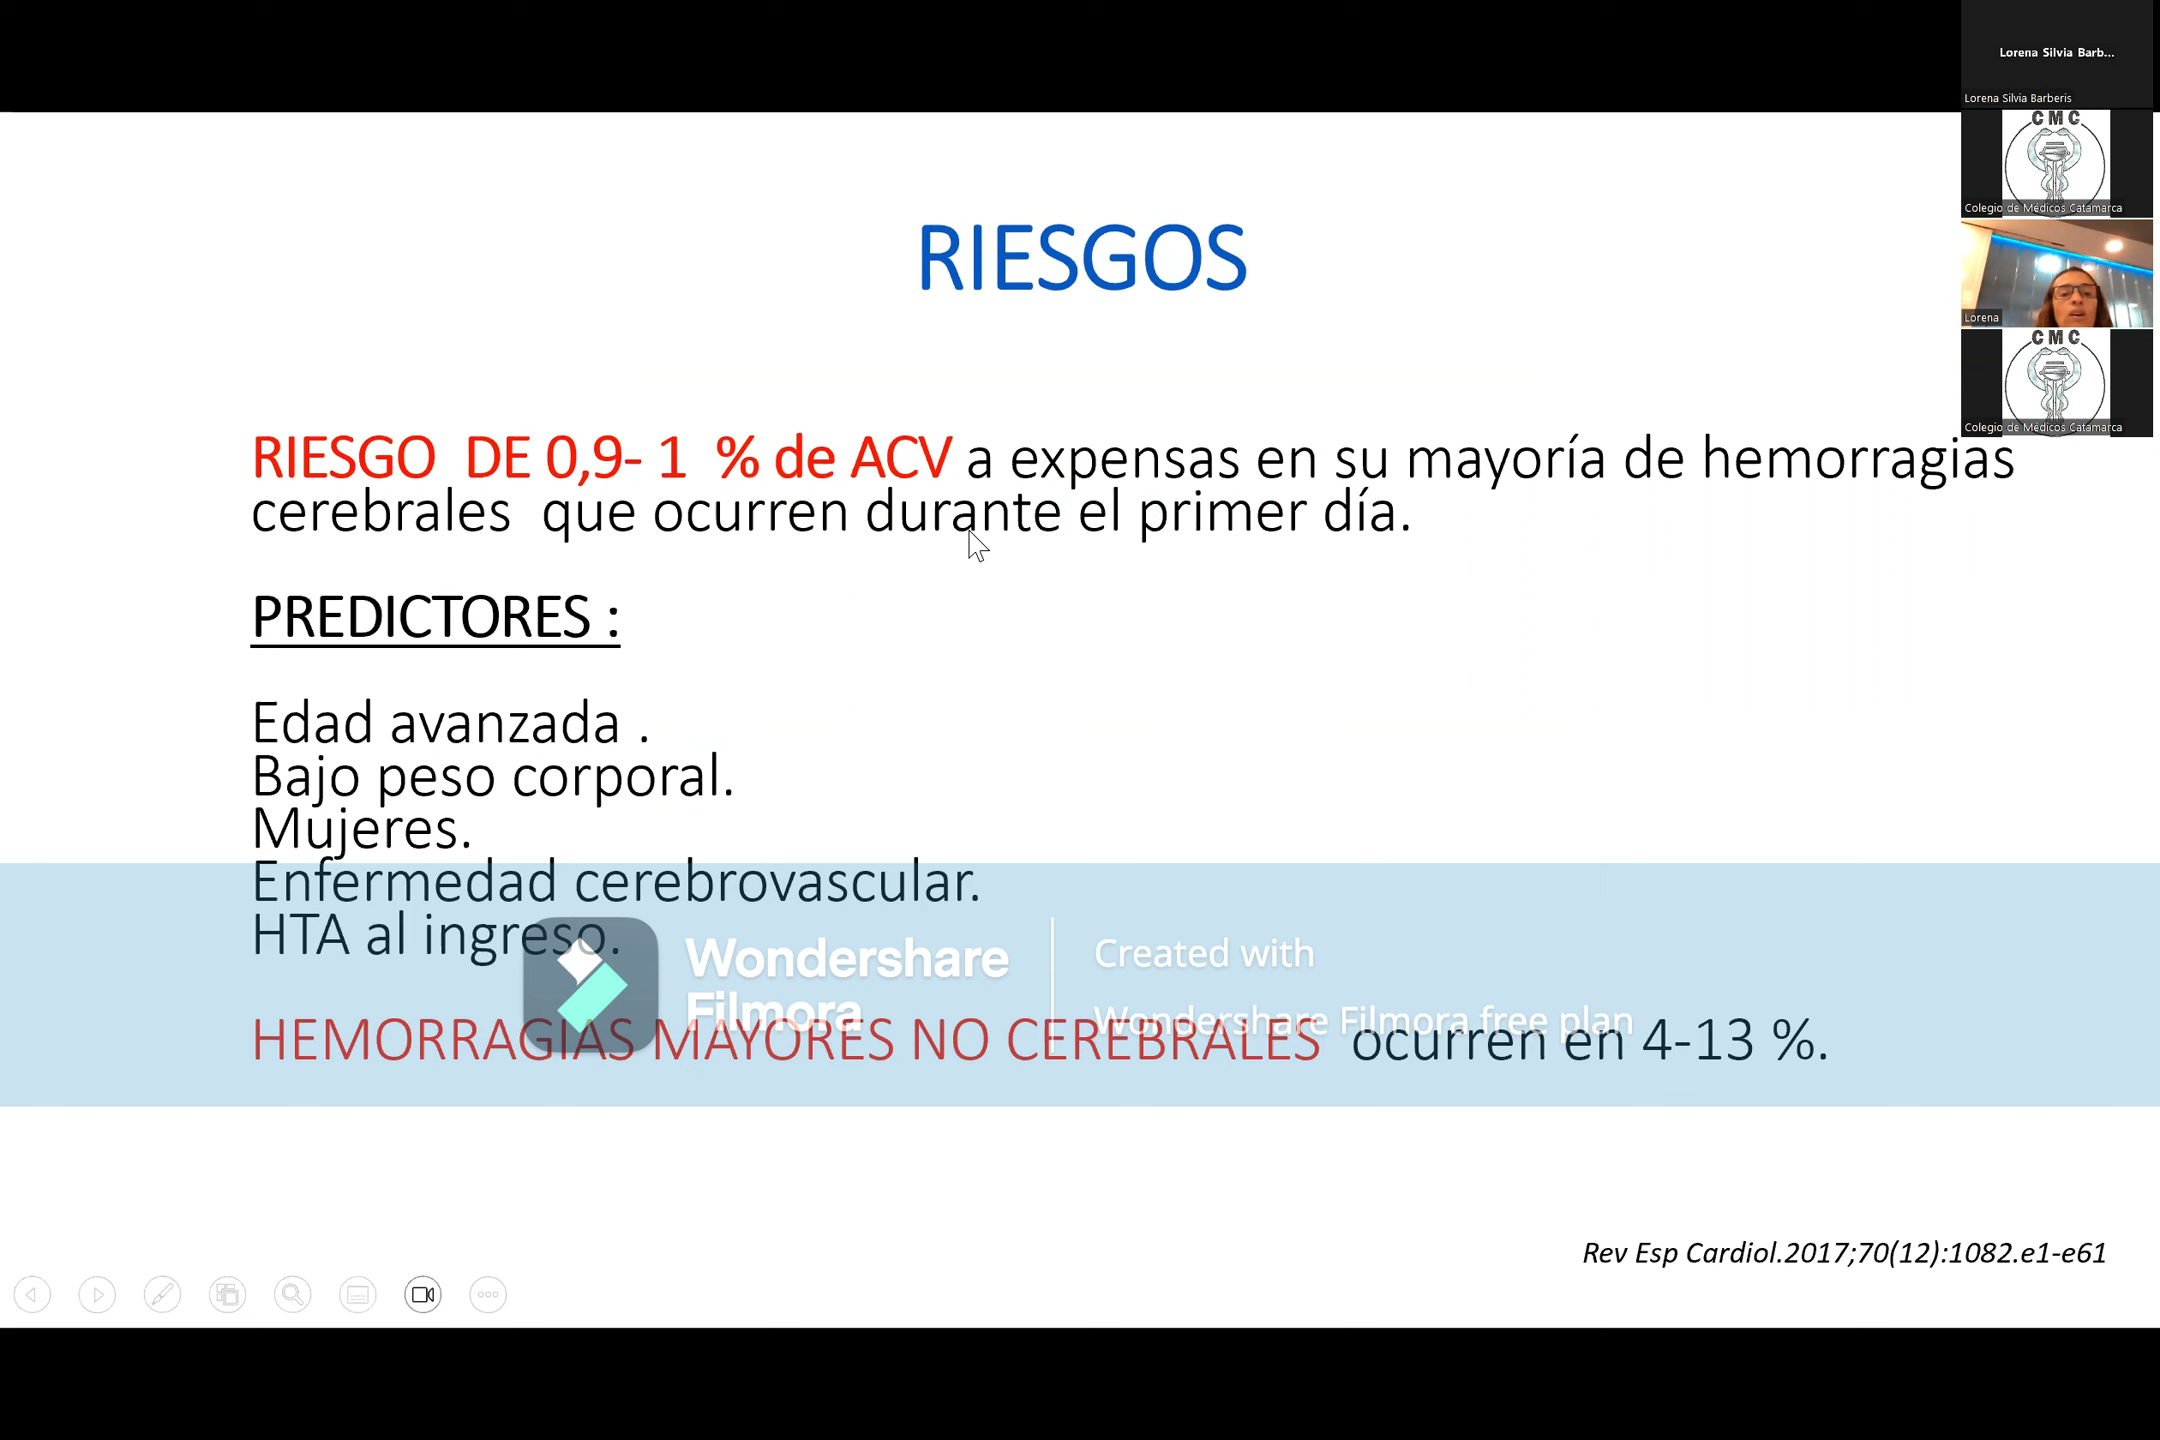 Lorena Silvia Barb...
Lorena Silvia Barberis
CMC
Colegio de Médicos Catamarca
Lorena
CMC
Colegio de Médicos Catamarca
RIESGOS
RIESGO DE 0,9- 1 % de ACV a expensas en su mayoría de hemorragias
cerebrales que ocurren durante el primer día.
PREDICTORES :
Edad avanzada .
Bajo peso corporal.
Mujeres.
Enfermedad cerebrovascular.
HTA al ingreso.
Wondershare
Filmora
Created with
Wondershare Filmora free plan
HEMORRAGIAS MAYORES NO CEREBRALES ocurren en 4-13 %.
Rev Esp Cardiol.2017;70(12):1082.e1-e61